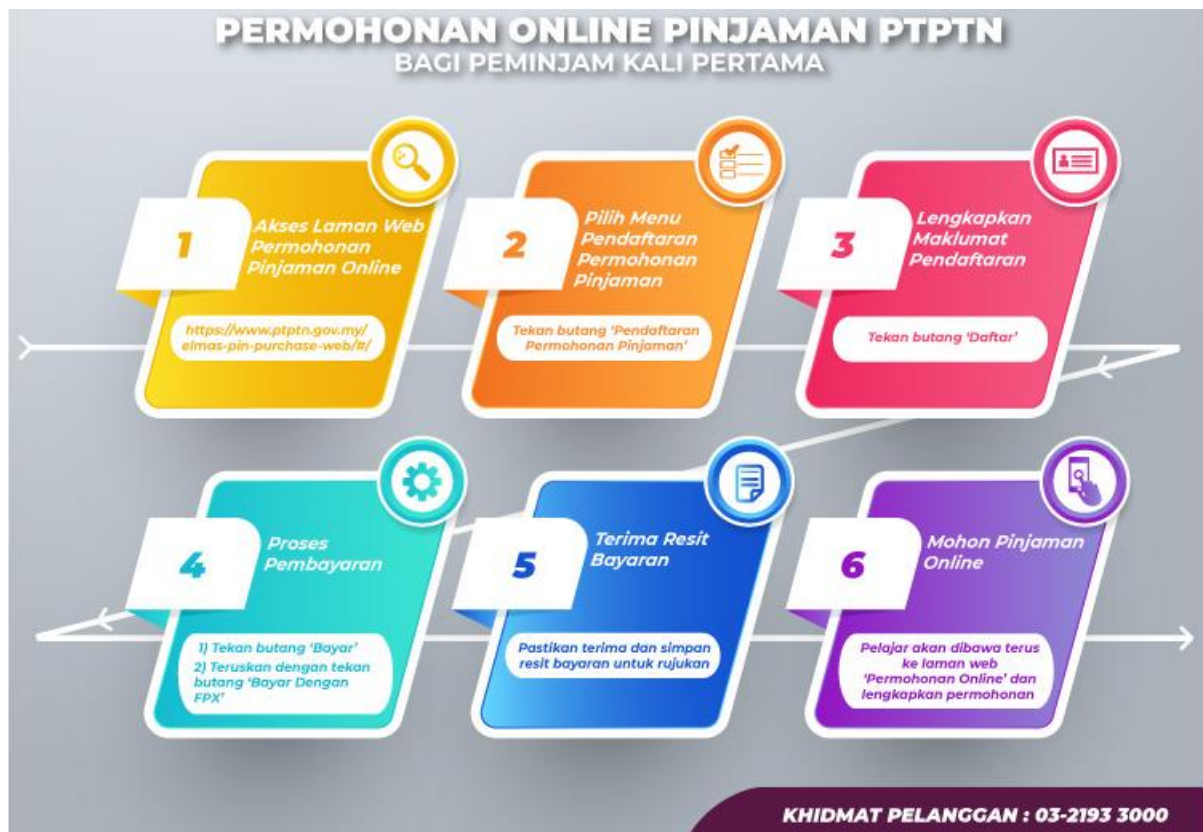 PERMOHONAN ONLINE PINJAMAN PTPTN
BAGI PEMINJAM KALI PERTAMA
1
Akses Laman Web
Permohonan
Pinjaman Online
https://www.ptptn.gov.my/
elmas-pin-purchase-web/#/
2
Pilih Menu
Pendaftaran
Permohonan
Pinjaman
Tekan butang ‘Pendaftaran
Permohonan Pinjaman’
3
Lengkapkan
Maklumat
Pendaftaran
Tekan butang ‘Daftar’
4
Proses
Pembayaran
1) Tekan butang ‘Bayar’
2) Teruskan dengan tekan
butang ‘Bayar Dengan
FPX’
5
Terima Resit
Bayaran
Pastikan terima dan simpan
resit bayaran untuk rujukan
6
Mohon Pinjaman
Online
Pelajar akan dibawa terus
ke laman web
‘Permohonan Online’ dan
lengkapkan permohonan
KHIDMAT PELANGGAN : 03-2193 3000